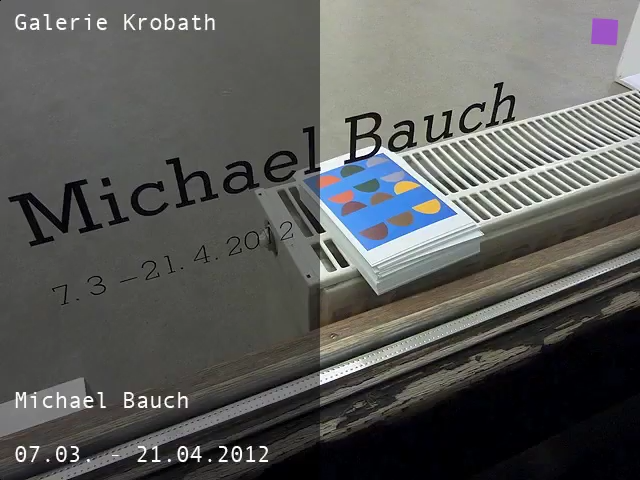 Galerie Krobath
Michael Bauch
7.3 – 21.4.2012
Michael Bauch
07.03. - 21.04.2012